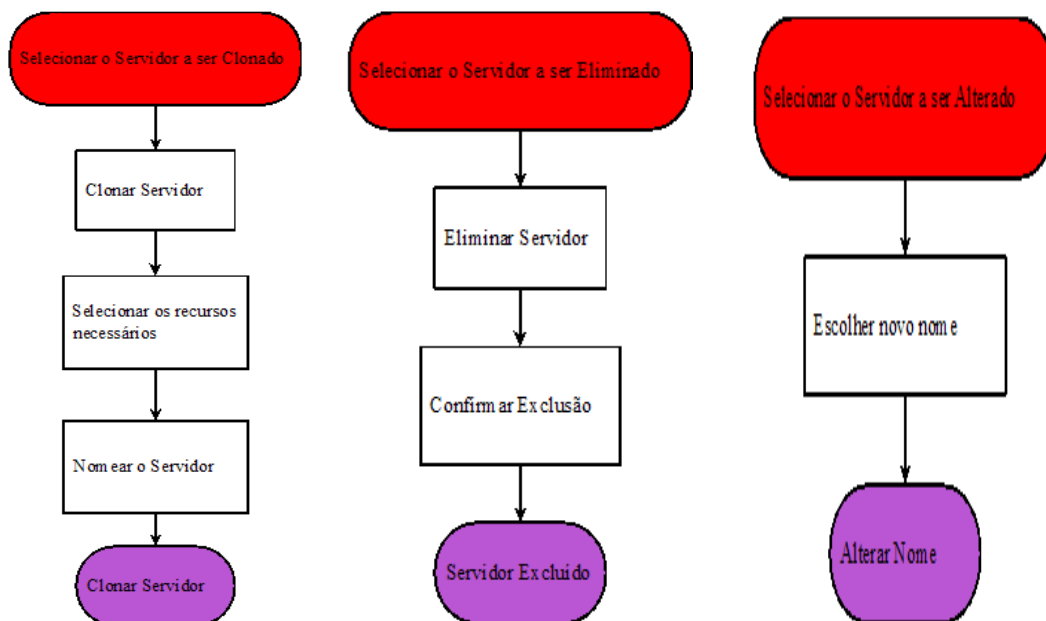 Selecionar o Servidor a ser Clonado
Clonar Servidor
Selecionar os recursos
necessários
Nomear o Servidor
Clonar Servidor
Selecionar o Servidor a ser Eliminado
Eliminar Servidor
Confirmar Exclusão
Servidor Excluido
Selecionar o Servidor a ser Alterado
Escolher novo nome
Alterar Nome